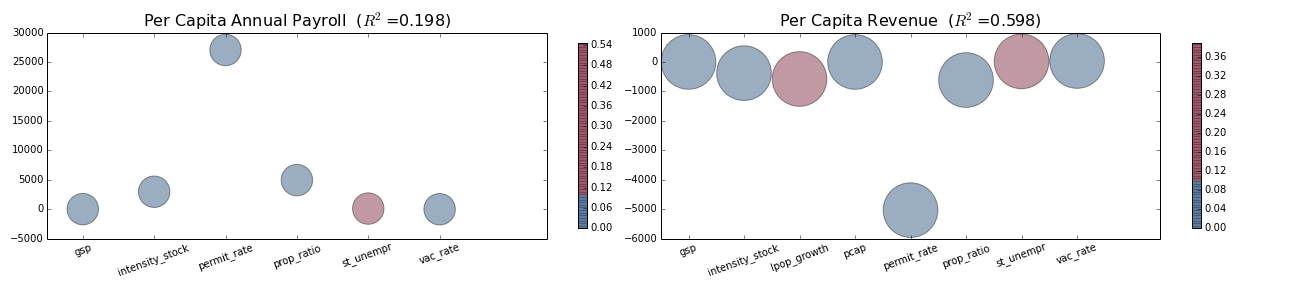 Per Capita Annual Payroll ($R^2$ =0.198)
30000
25000
20000
15000
10000
5000
0
−5000
gsp
intensity_stock
permit_rate
prop_ratio
st_unempr
vac_rate
0.54
0.48
0.42
0.36
0.30
0.24
0.18
0.12
0.06
0.00
Per Capita Revenue ($R^2$ =0.598)
1000
0
−1000
−2000
−3000
−4000
−5000
−6000
gsp
intensity_stock
lpop_growth
pcap
permit_rate
prop_ratio
st_unempr
vac_rate
0.36
0.32
0.28
0.24
0.20
0.16
0.12
0.08
0.04
0.00